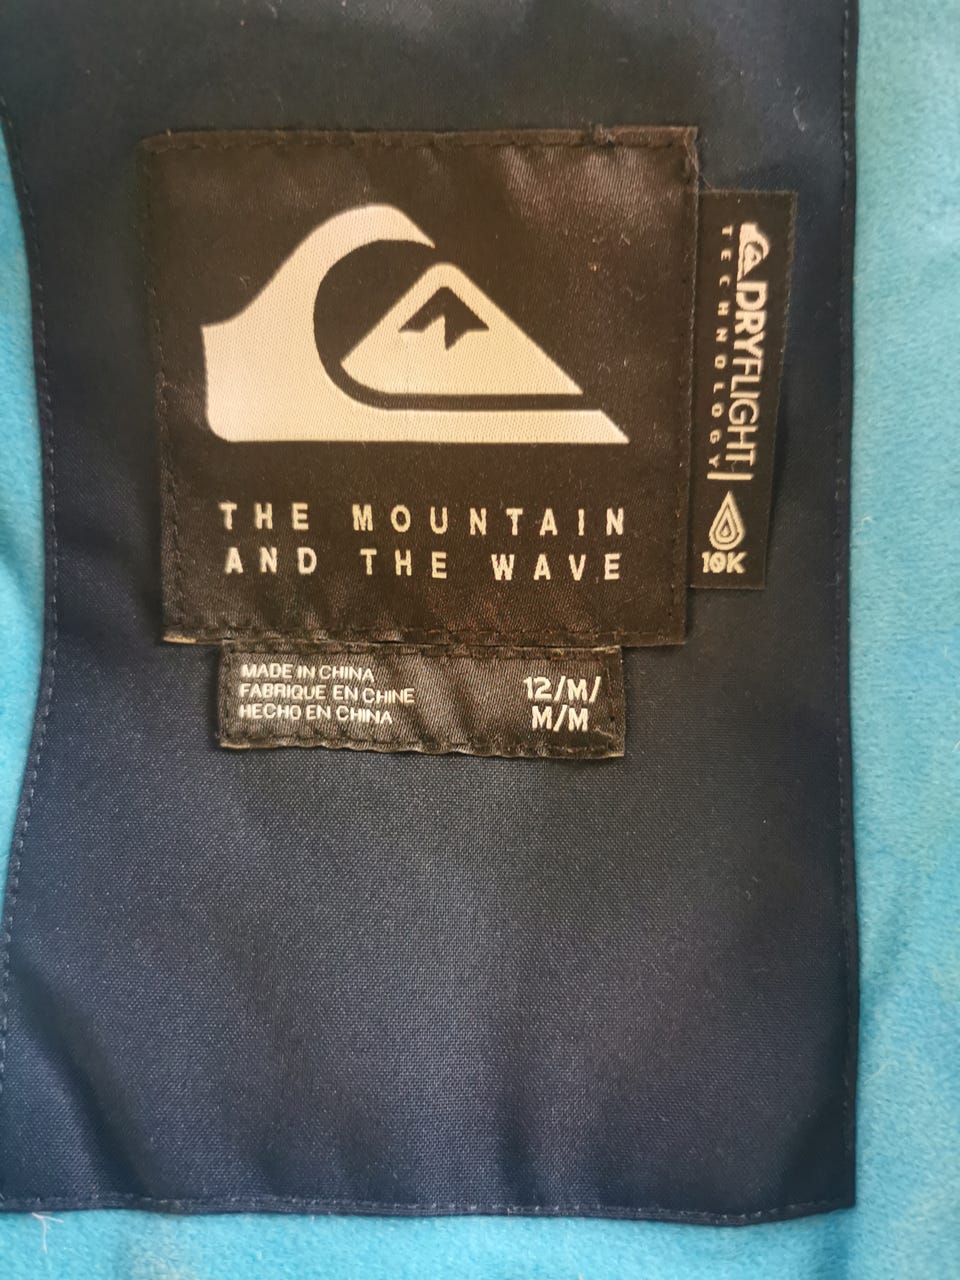 THE MOUNTAIN
AND THE WAVE
DRYFLIGHT
TECHNOLOGY
10K
MADE IN CHINA
FABRIQUE EN CHINE
HECHO EN CHINA
12/M/
M/M